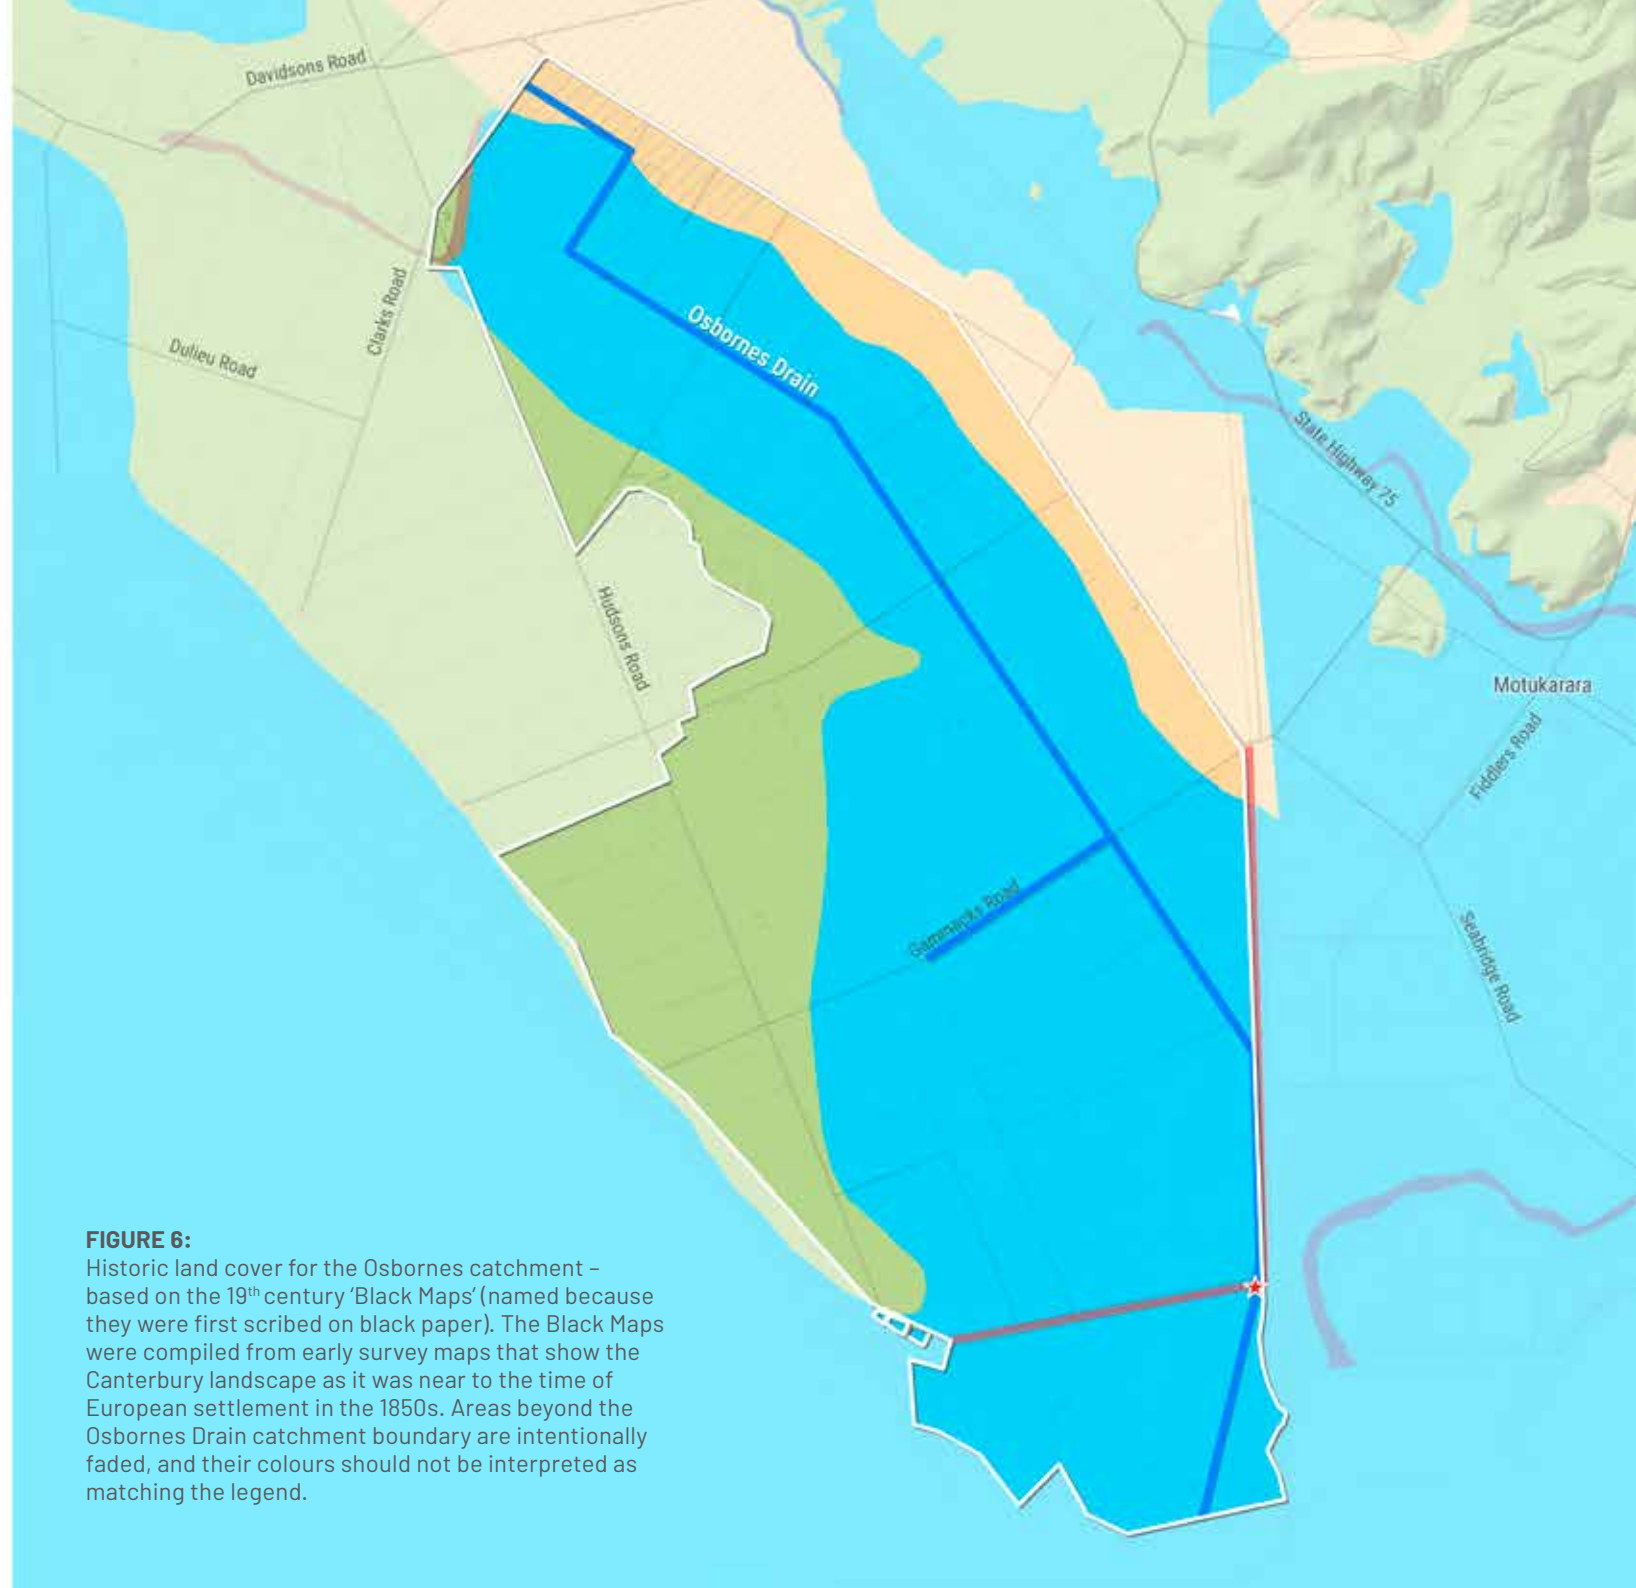 Davidsons Road
Clarks Road
Dulieu Road
Osbornes Drain
State Highway 75
Hudsons Road
Motukarara
Fiddlers Road
Gammacks Road
Seabridge Road
FIGURE 6:
Historic land cover for the Osbornes catchment –
based on the 19th century ‘Black Maps’ (named because
they were first scribed on black paper). The Black Maps
were compiled from early survey maps that show the
Canterbury landscape as it was near to the time of
European settlement in the 1850s. Areas beyond the
Osbornes Drain catchment boundary are intentionally
faded, and their colours should not be interpreted as
matching the legend.